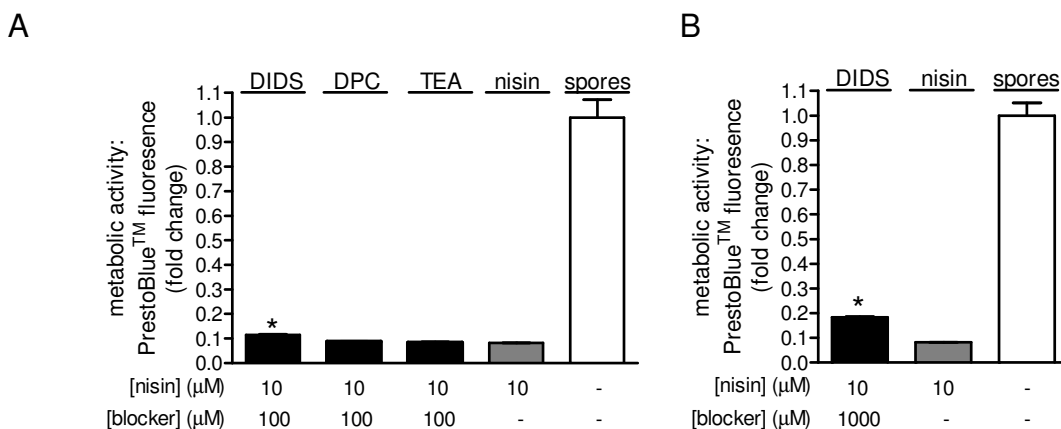 A
DIDS DPC TEA nisin spores
1.1
1.0
0.9
0.8
0.7
0.6
0.5
0.4
0.3
0.2
0.1
0.0
metabolic activity:
PrestoBlue™ fluoresence
(fold change)
*
[nisin] (μM) 10 10 10 10 -
[blocker] (μM) 100 100 100 - -
B
DIDS nisin spores
1.1
1.0
0.9
0.8
0.7
0.6
0.5
0.4
0.3
0.2
0.1
0.0
metabolic activity:
PrestoBlue™ fluoresence
(fold change)
*
[nisin] (μM) 10 10 -
[blocker] (μM) 1000 - -